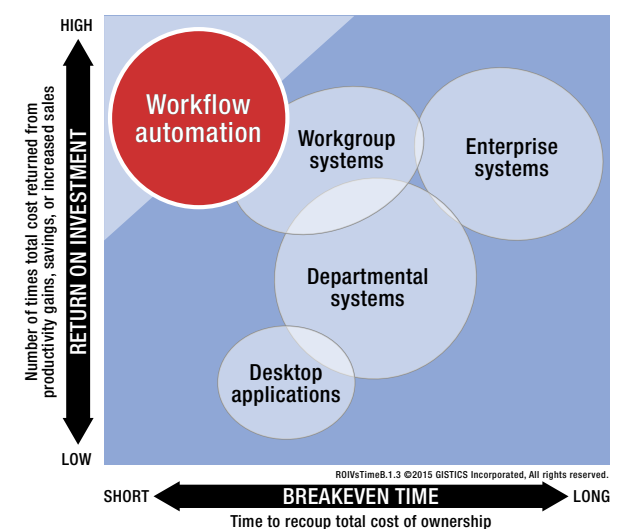 HIGH
Number of times total cost returned from
productivity gains, savings, or increased sales
RETURN ON INVESTMENT
LOW
Workflow
automation
Workgroup
systems
Enterprise
systems
Departmental
systems
Desktop
applications
ROIVsTimeB.1.3 ©2015 GISTICS Incorporated, All rights reserved.
SHORT BREAKEVEN TIME LONG
Time to recoup total cost of ownership